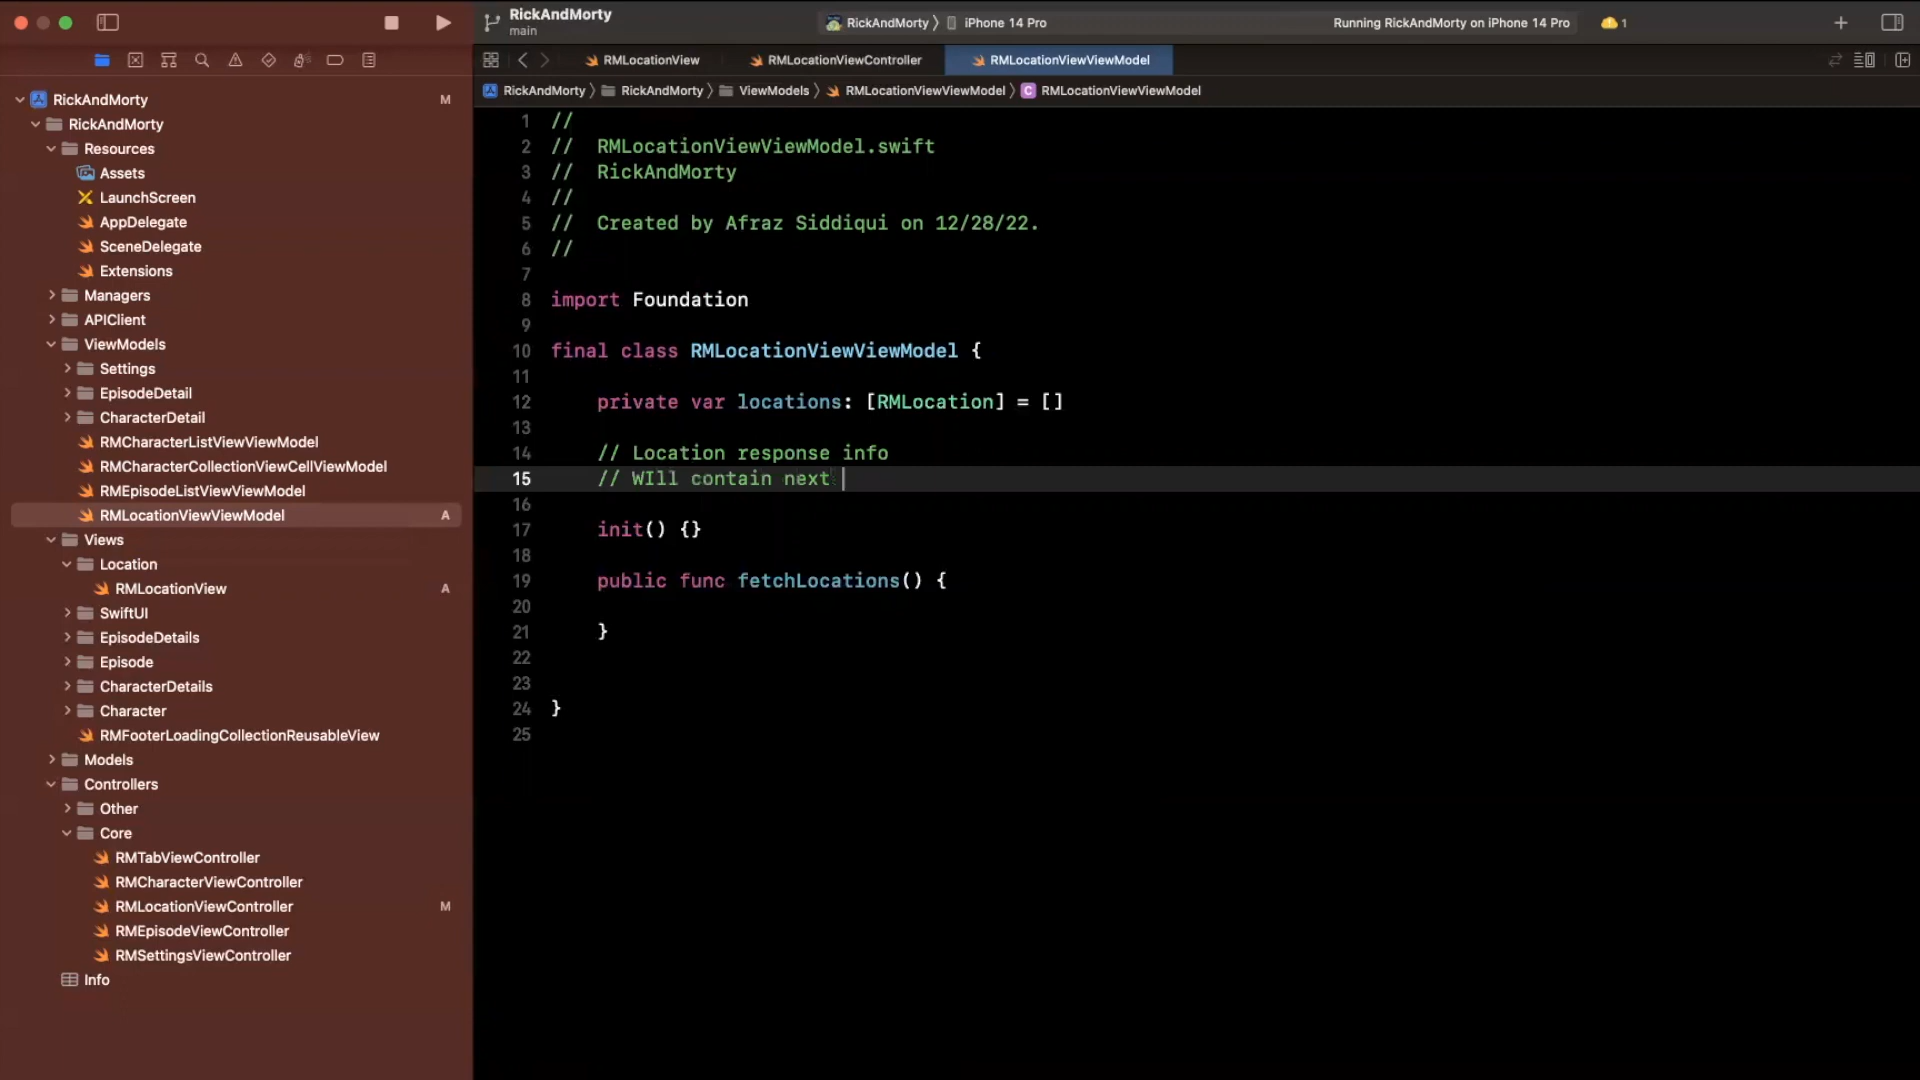 RickAndMorty
main
RickAndMorty 〉 iPhone 14 Pro
Running RickAndMorty on iPhone 14 Pro
1
RMLocationView
RMLocationViewController
RMLocationViewViewModel
RickAndMorty 〉 RickAndMorty 〉 ViewModels 〉 RMLocationViewViewModel 〉 C RMLocationViewViewModel
RickAndMorty M
RickAndMorty
Resources
Assets
LaunchScreen
AppDelegate
SceneDelegate
Extensions
Managers
APIClient
ViewModels
Settings
EpisodeDetail
CharacterDetail
RMCharacterListViewViewModel
RMCharacterCollectionViewCellViewModel
RMEpisodeListViewViewModel
RMLocationViewViewModel A
Views
Location
RMLocationView A
SwiftUI
EpisodeDetails
Episode
CharacterDetails
Character
RMFooterLoadingCollectionReusableView
Models
Controllers
Other
Core
RMTabViewController
RMCharacterViewController
RMLocationViewController M
RMEpisodeViewController
RMSettingsViewController
Info
1 //
2 //  RMLocationViewViewModel.swift
3 //  RickAndMorty
4 //
5 //  Created by Afraz Siddiqui on 12/28/22.
6 //
7
8 import Foundation
9
10 final class RMLocationViewViewModel {
11
12     private var locations: [RMLocation] = []
13
14     // Location response info
15     // WIll contain next
16
17     init() {}
18
19     public func fetchLocations() {
20
21     }
22
23
24 }
25